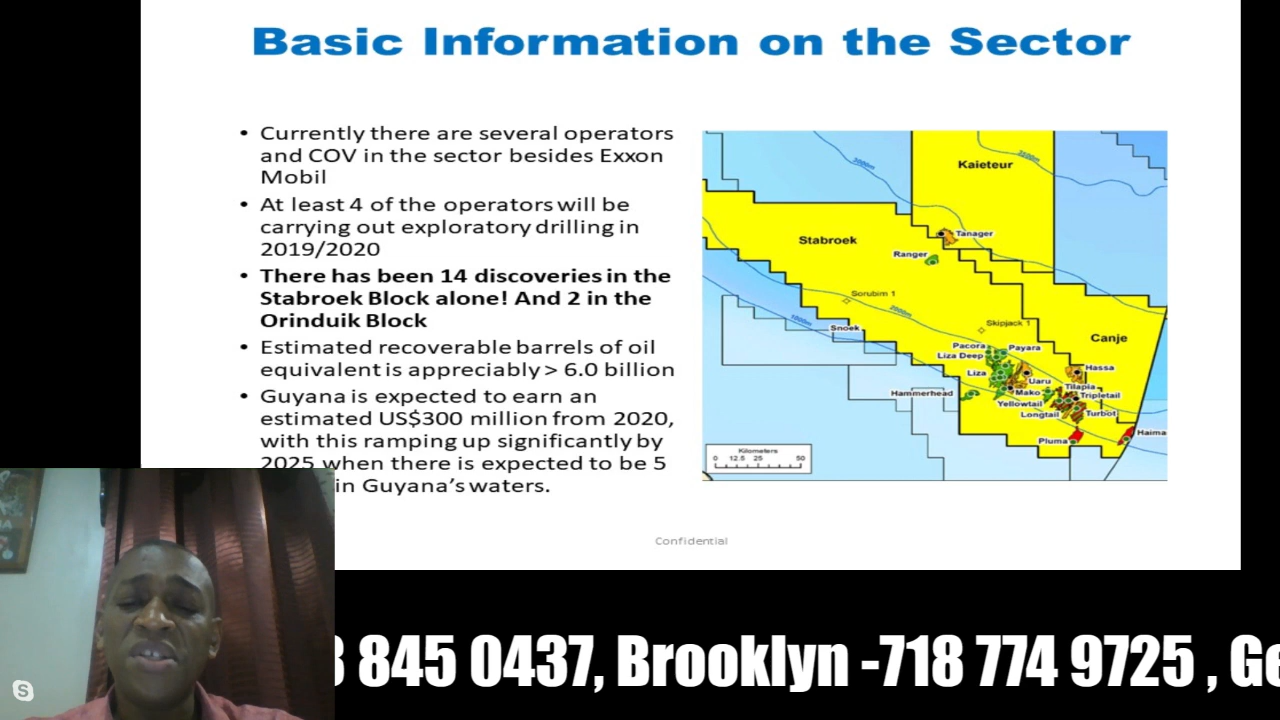 Basic Information on the Sector
• Currently there are several operators
and COV in the sector besides Exxon
Mobil
• At least 4 of the operators will be
carrying out exploratory drilling in
2019/2020
• There has been 14 discoveries in the
Stabroek Block alone! And 2 in the
Orinduik Block
• Estimated recoverable barrels of oil
equivalent is appreciably > 6.0 billion
• Guyana is expected to earn an
estimated US$300 million from 2020,
with this ramping up significantly by
2025 when there is expected to be 5
in Guyana's waters.
3000m
2500m
Kaieteur
Tanager
Stabroek
Ranger
Sorubim 1
2000m
1000m
Snoek
Skipjack 1
Canje
Pacora
Payara
Liza Deep
Liza
Hassa
Uaru
Tilapia
Hammerhead
Mako
Tripletail
Yellowtail
Longtail
Turbot
Pluma
Haima
Kilometers
0 12.5 25 50
Confidential
845 0437, Brooklyn -718 774 9725 , Ge
S